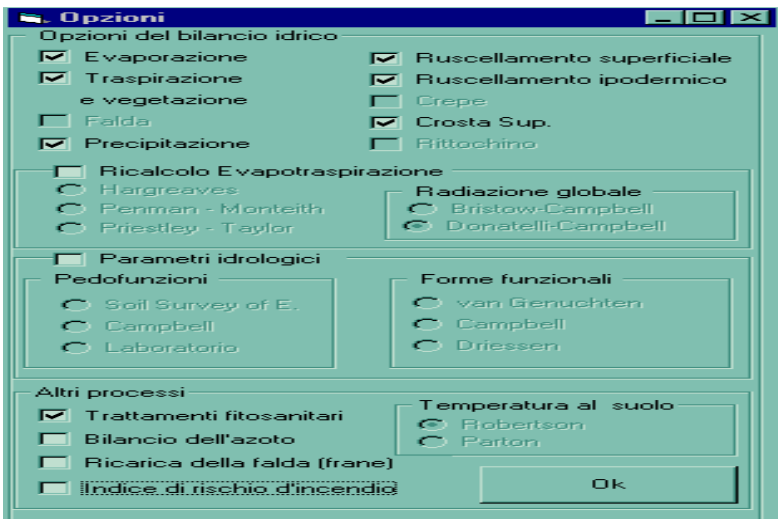 Opzioni
Opzioni del bilancio idrico
Evaporazione
Traspirazione
e vegetazione
Falda
Precipitazione
Ruscellamento superficiale
Ruscellamento ipodermico
Crepe
Crosta Sup.
Rittochino
Ricalcolo Evapotraspirazione
Hargreaves
Penman - Monteith
Priestley - Taylor
Radiazione globale
Bristow-Campbell
Donatelli-Campbell
Parametri idrologici
Pedofunzioni
Soil Survey of E.
Campbell
Laboratorio
Forme funzionali
van Genuchten
Campbell
Driessen
Altri processi
Trattamenti fitosanitari
Bilancio dell'azoto
Ricarica della falda (frane)
Indice di rischio d'incendio
Temperatura al suolo
Robertson
Parton
Ok